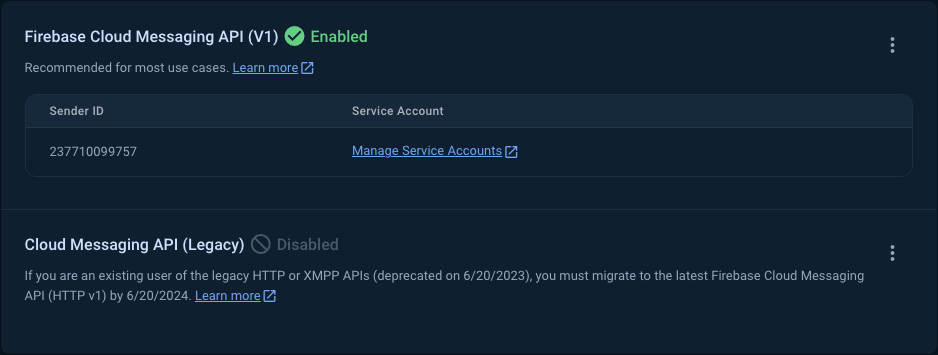 Firebase Cloud Messaging API (V1) Enabled
Recommended for most use cases. Learn more
Sender ID Service Account
237710099757 Manage Service Accounts
Cloud Messaging API (Legacy) Disabled
If you are an existing user of the legacy HTTP or XMPP APIs (deprecated on 6/20/2023), you must migrate to the latest Firebase Cloud Messaging
API (HTTP v1) by 6/20/2024. Learn more